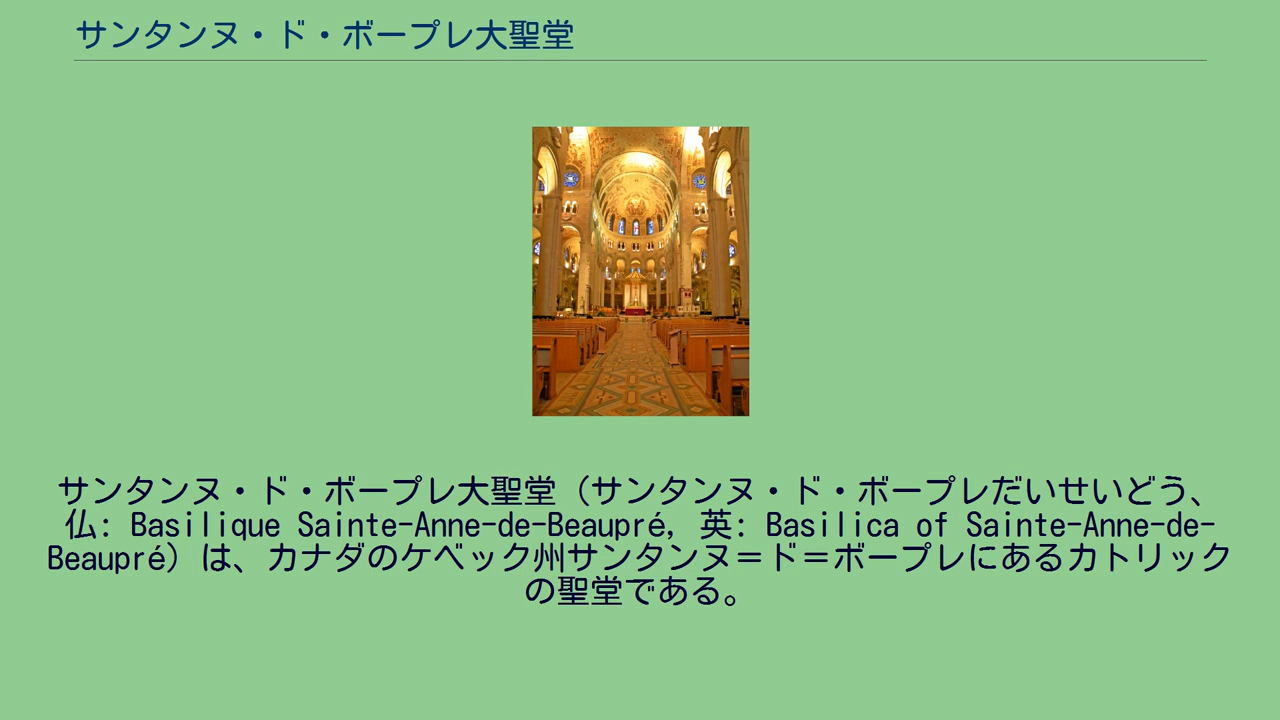 サンタンヌ・ド・ボープレ大聖堂
サンタンヌ・ド・ボープレ大聖堂（サンタンヌ・ド・ボープレだいせいどう、
仏: Basilique Sainte-Anne-de-Beaupré, 英: Basilica of Sainte-Anne-de-
Beaupré）は、カナダのケベック州サンタンヌ＝ド＝ボープレにあるカトリック
の聖堂である。